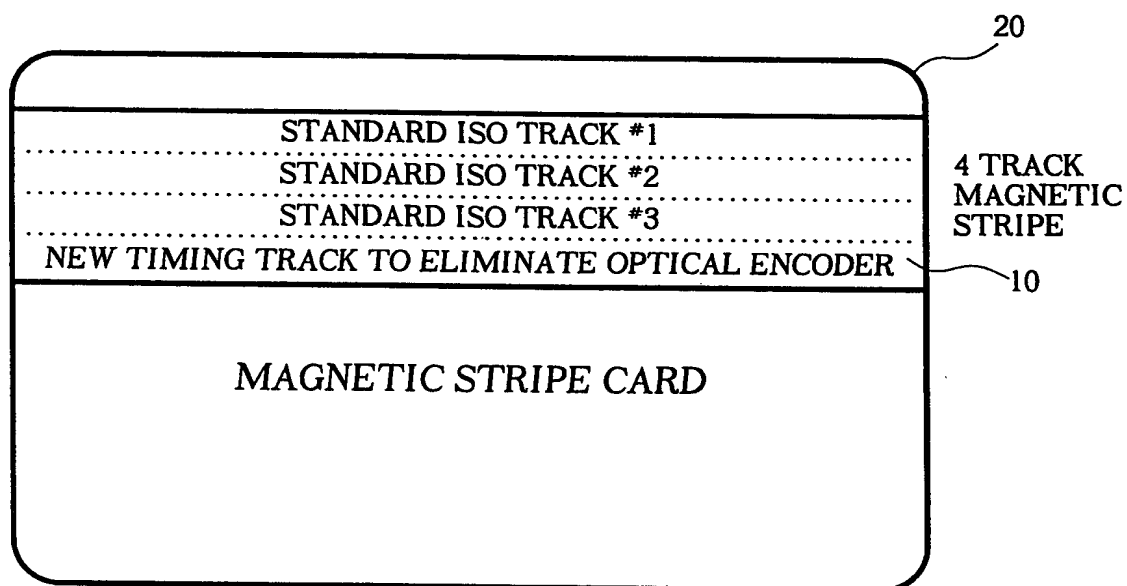 20
STANDARD ISO TRACK #1
STANDARD ISO TRACK #2
STANDARD ISO TRACK #3
NEW TIMING TRACK TO ELIMINATE OPTICAL ENCODER
4 TRACK
MAGNETIC
STRIPE
10
MAGNETIC STRIPE CARD